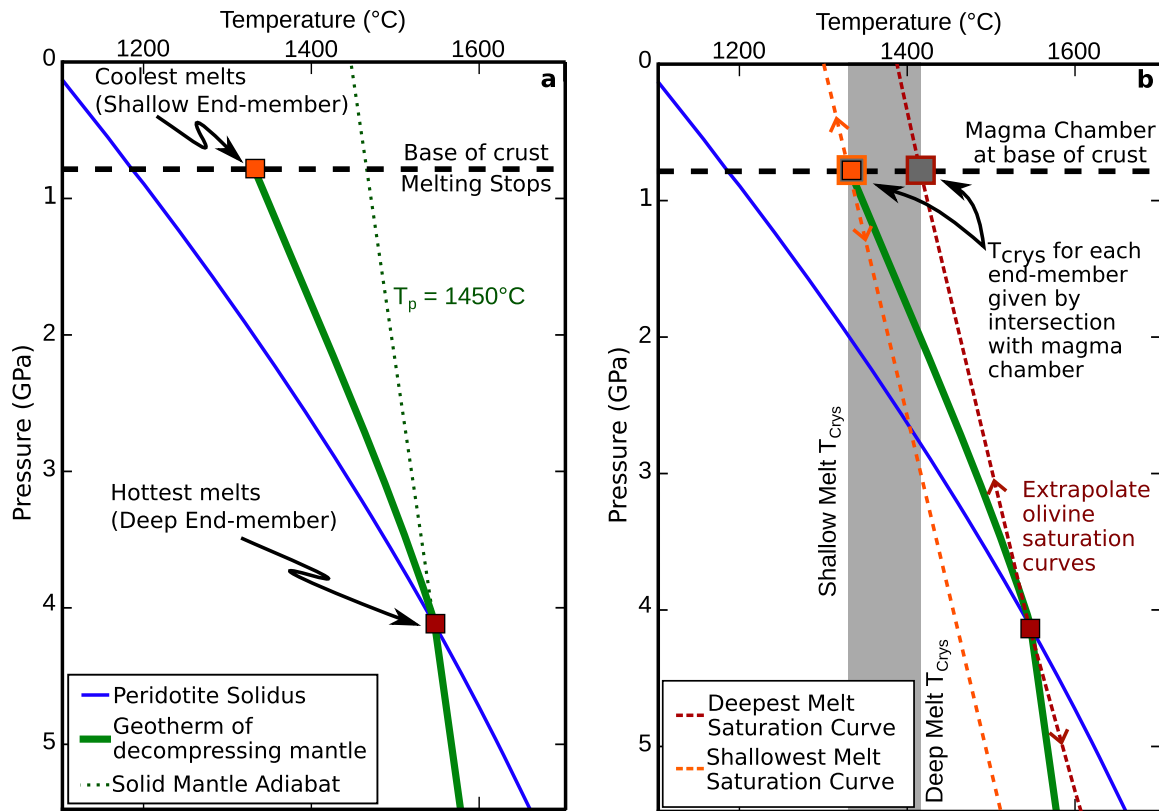 Temperature (°C)
0
1200
1400
1600
a
Coolest melts
(Shallow End-member)
Base of crust
Melting Stops
1
Tp = 1450°C
2
Pressure (GPa)
3
Hottest melts
(Deep End-member)
4
5
Peridotite Solidus
Geotherm of
decompressing mantle
Solid Mantle Adiabat
Temperature (°C)
0
1200
1400
1600
b
Magma Chamber
at base of crust
1
TCrys for each
end-member
given by
intersection
with magma
chamber
2
Pressure (GPa)
3
Shallow Melt TCrys
Extrapolate
olivine
saturation
curves
4
Deep Melt TCrys
5
Deepest Melt
Saturation Curve
Shallowest Melt
Saturation Curve